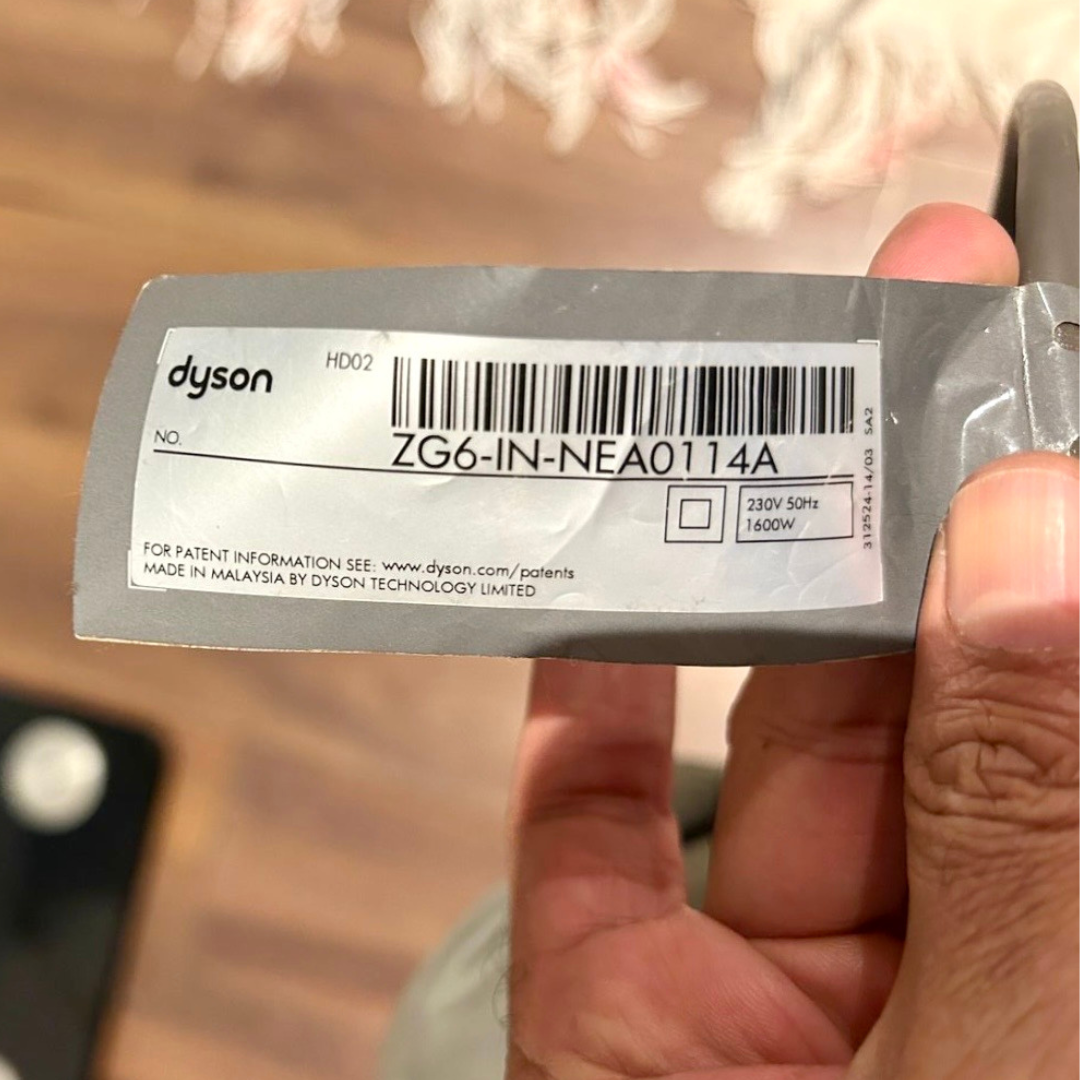 dyson
HD02
NO.
ZG6-IN-NEA0114A
230V 50Hz
1600W
FOR PATENT INFORMATION SEE: www.dyson.com/patents
MADE IN MALAYSIA BY DYSON TECHNOLOGY LIMITED
312524-14/03 SA2